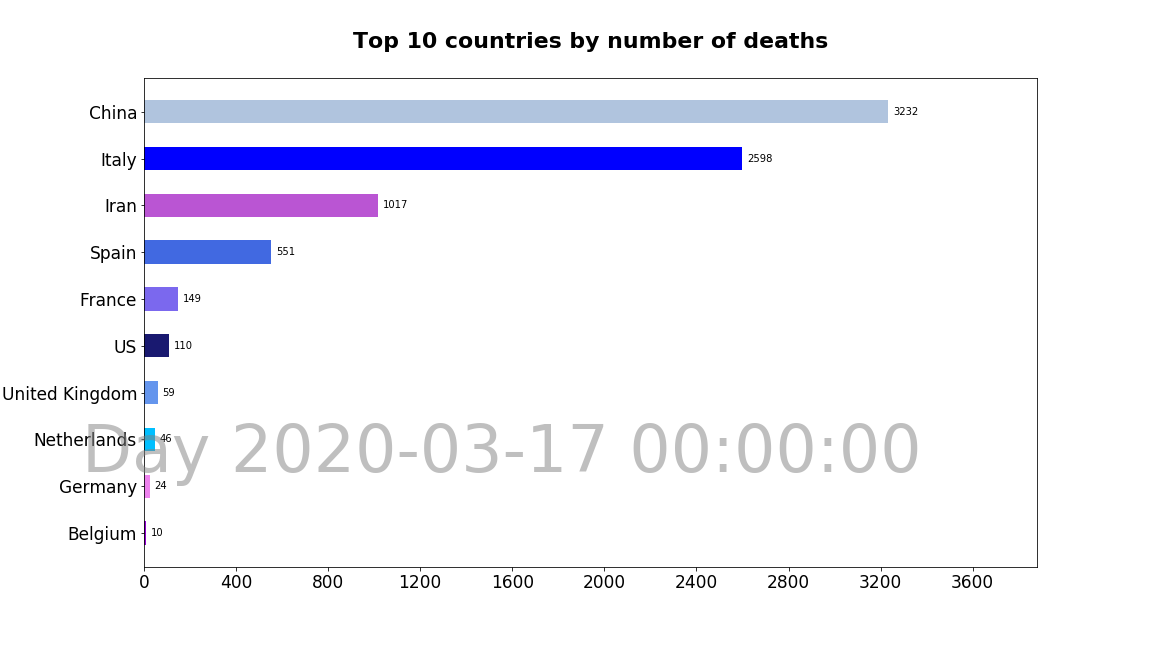 Top 10 countries by number of deaths
China 3232
Italy 2598
Iran 1017
Spain 551
France 149
US 110
United Kingdom 59
Netherlands 46
Day 2020-03-17 00:00:00
Germany 24
Belgium 10
0 400 800 1200 1600 2000 2400 2800 3200 3600